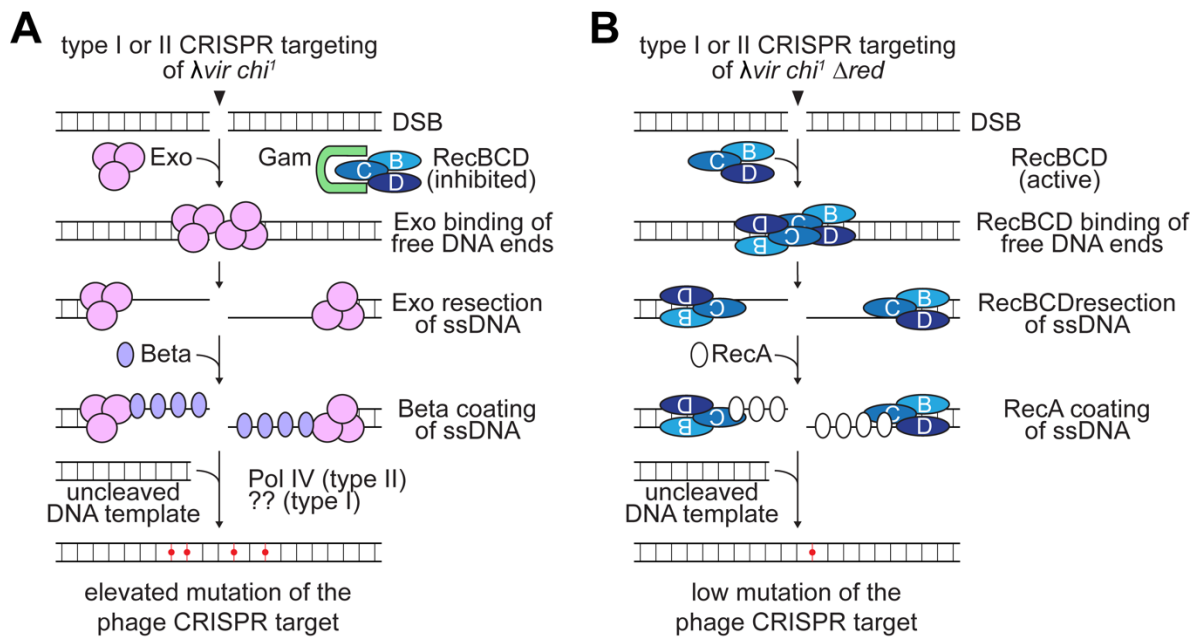 A
type I or II CRISPR targeting
of λvir chi¹
DSB
Exo
Gam
C
B
D
RecBCD
(inhibited)
Exo binding of
free DNA ends
Exo resection
of ssDNA
Beta
Beta coating
of ssDNA
uncleaved
DNA template
Pol IV (type II)
?? (type I)
elevated mutation of the
phage CRISPR target
B
type I or II CRISPR targeting
of λvir chi¹ Δred
DSB
C
B
D
RecBCD
(active)
D
C
B
B
C
D
RecBCD binding of
free DNA ends
D
C
B
C
B
D
RecBCDresection
of ssDNA
RecA
D
C
B
C
B
D
RecA coating
of ssDNA
uncleaved
DNA template
low mutation of the
phage CRISPR target